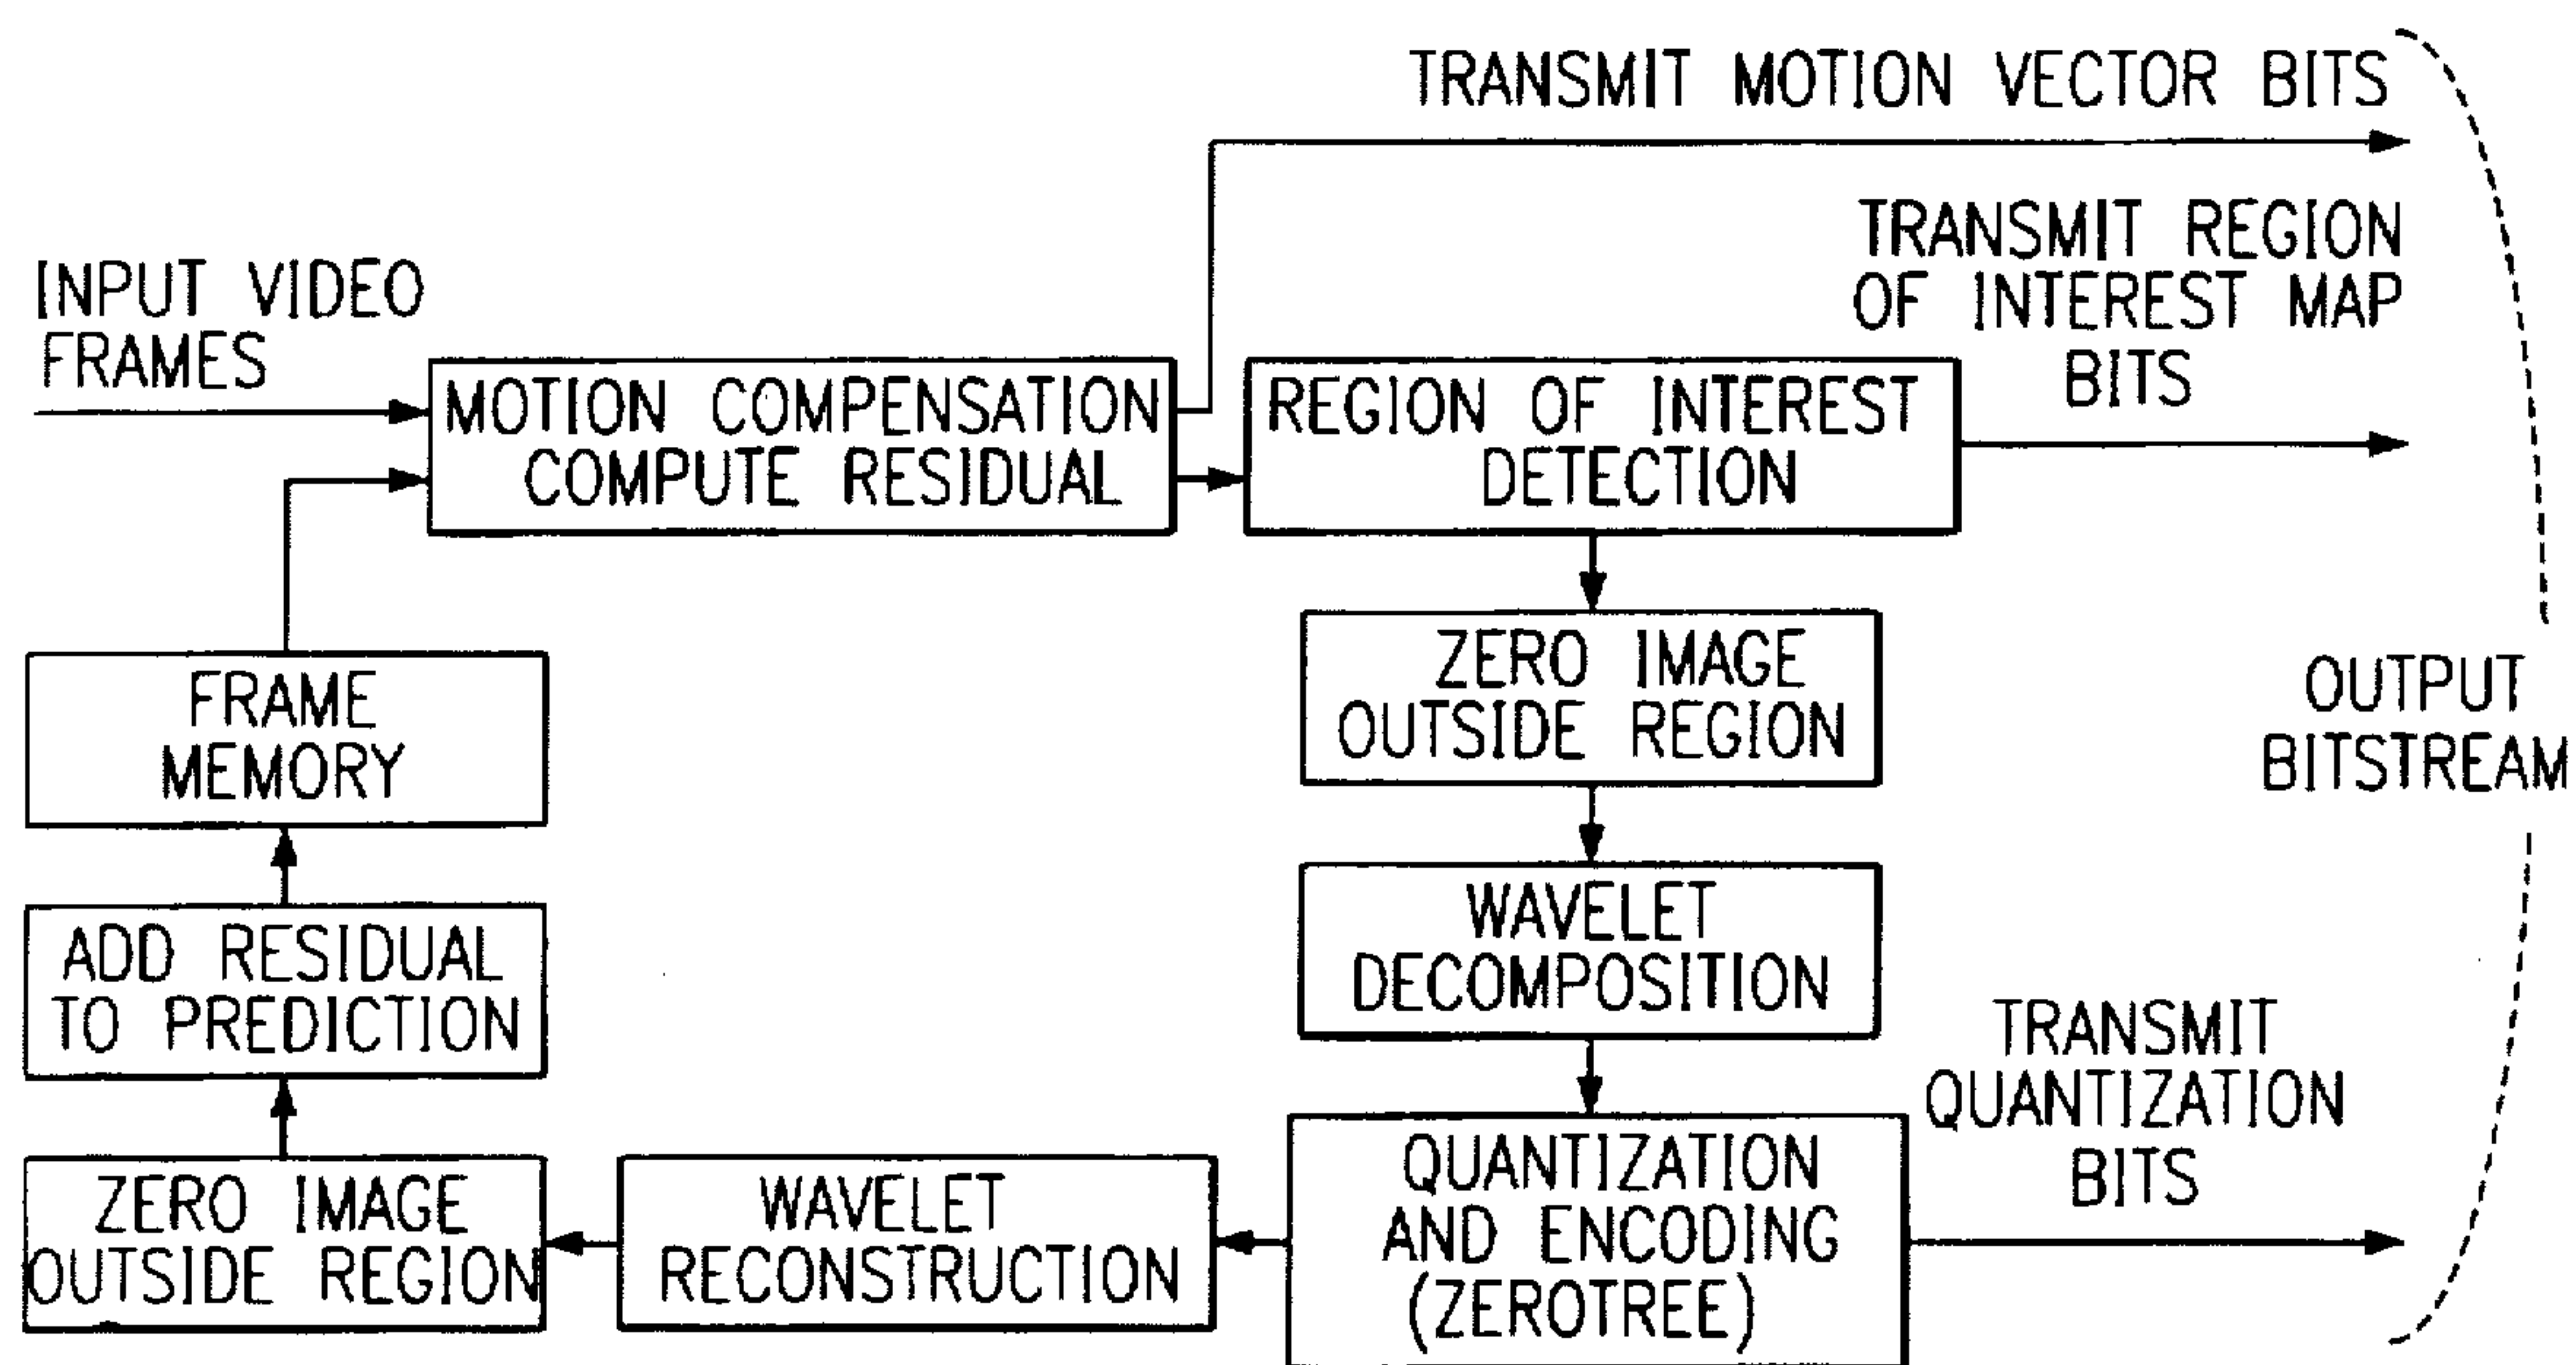 TRANSMIT MOTION VECTOR BITS
TRANSMIT REGION
OF INTEREST MAP
BITS
INPUT VIDEO
FRAMES
MOTION COMPENSATION
COMPUTE RESIDUAL
REGION OF INTEREST
DETECTION
ZERO IMAGE
OUTSIDE REGION
FRAME
MEMORY
OUTPUT
BITSTREAM
WAVELET
DECOMPOSITION
ADD RESIDUAL
TO PREDICTION
TRANSMIT
QUANTIZATION
BITS
QUANTIZATION
AND ENCODING
(ZEROTREE)
WAVELET
RECONSTRUCTION
ZERO IMAGE
OUTSIDE REGION